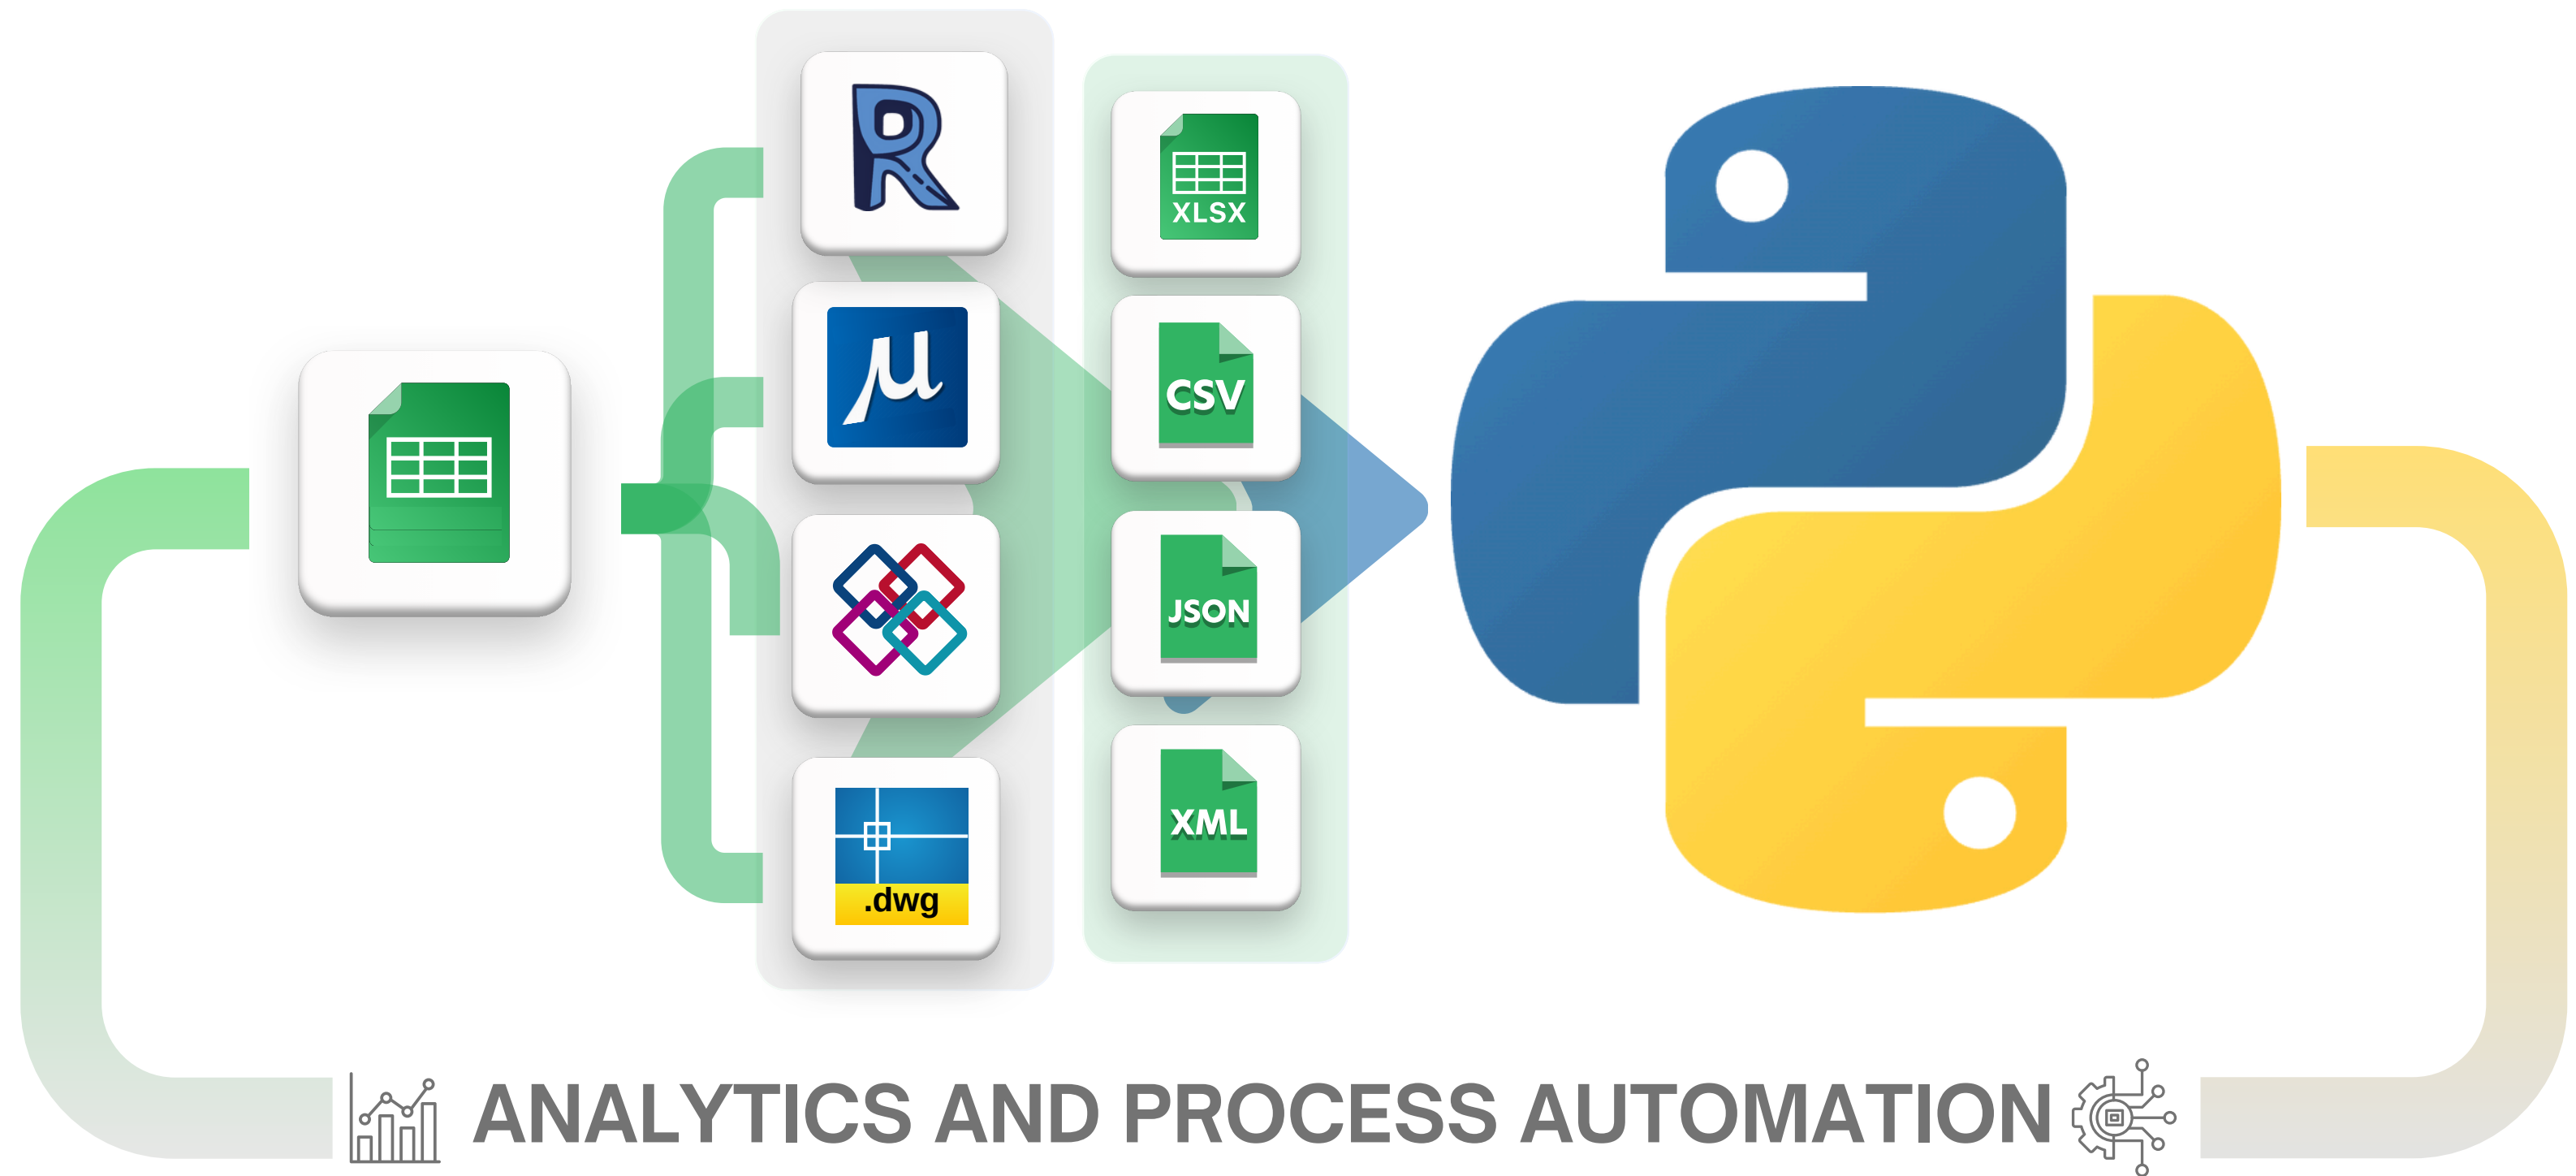 R
µ
.dwg
XLSX
CSV
JSON
XML
ANALYTICS AND PROCESS AUTOMATION